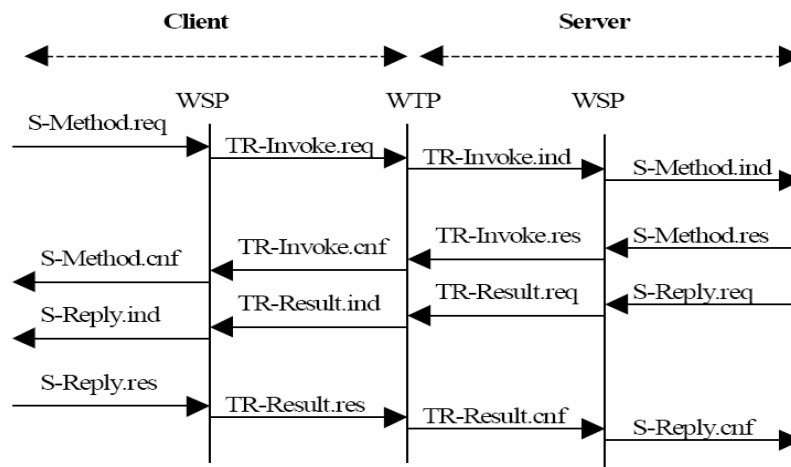 Client Server
WSP WTP WSP
S-Method.req
TR-Invoke.req
TR-Invoke.ind
S-Method.ind
S-Method.res
TR-Invoke.res
TR-Invoke.cnf
S-Method.cnf
S-Reply.req
TR-Result.req
TR-Result.ind
S-Reply.ind
S-Reply.res
TR-Result.res
TR-Result.cnf
S-Reply.cnf